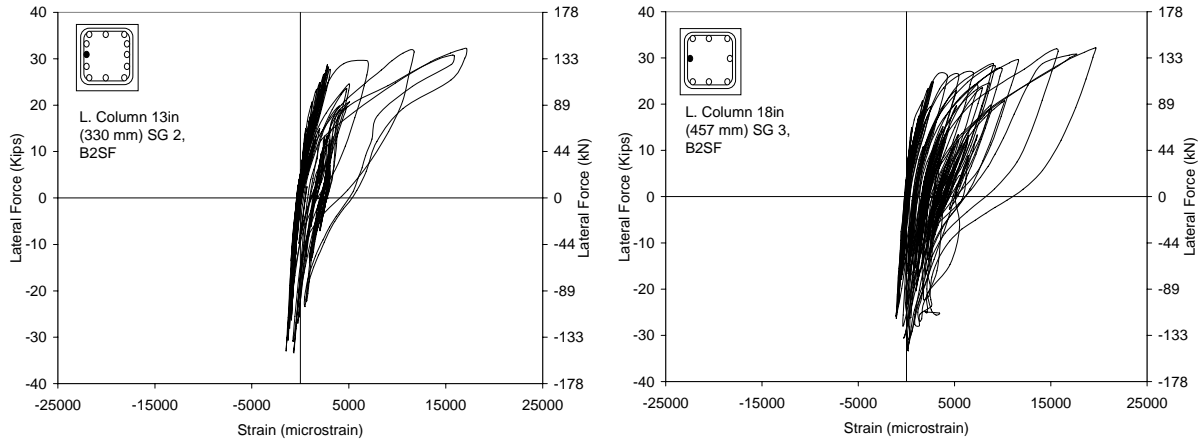 40
30
20
10
0
-10
-20
-30
-40
Lateral Force (Kips)
L. Column 13in
(330 mm) SG 2,
B2SF
178
133
89
44
0
-44
-89
-133
-178
Lateral Force (kN)
-25000 -15000 -5000 5000 15000 25000
Strain (microstrain)
40
30
20
10
0
-10
-20
-30
-40
Lateral Force (Kips)
L. Column 18in
(457 mm) SG 3,
B2SF
178
133
89
44
0
-44
-89
-133
-178
Lateral Force (kN)
-25000 -15000 -5000 5000 15000 25000
Strain (microstrain)